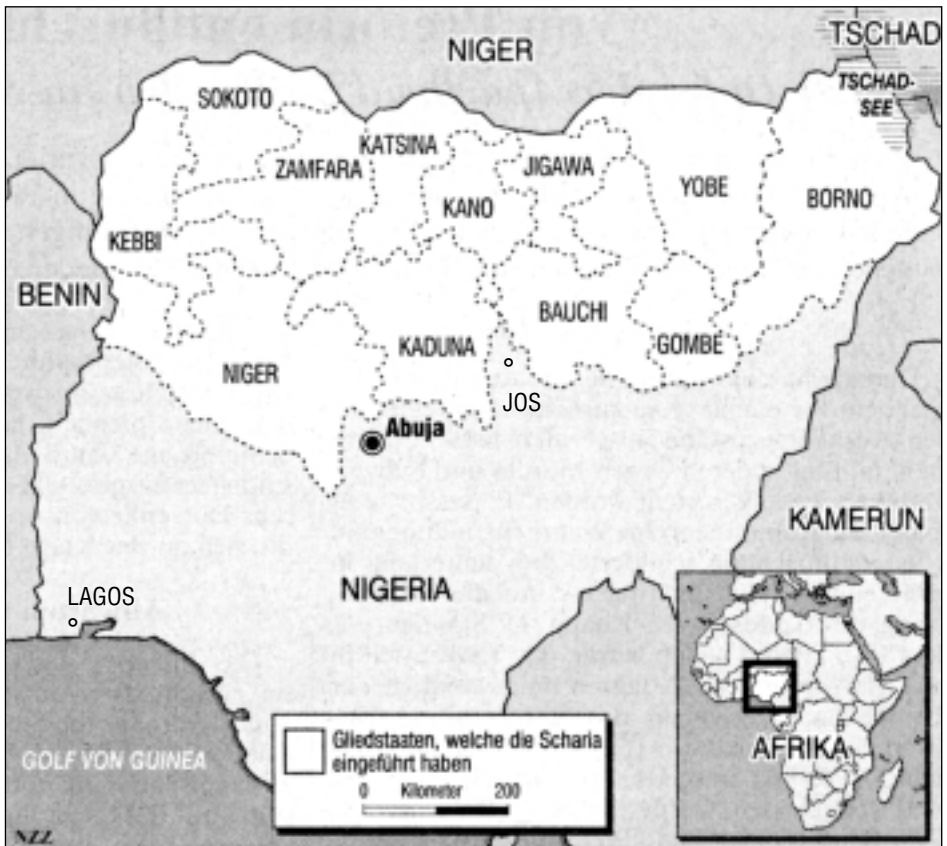 NIGER
TSCHAD
TSCHAD-
SEE
SOKOTO
KATSINA
ZAMFARA
JIGAWA
YOBE
KANO
BORNO
KEBBI
BENIN
BAUCHI
KADUNA
GOMBE
NIGER
JOS
Abuja
KAMERUN
NIGERIA
LAGOS
GOLF VON GUINEA
Gliedstaaten, welche die Scharia
eingeführt haben
0 Kilometer 200
AFRIKA
NZZ